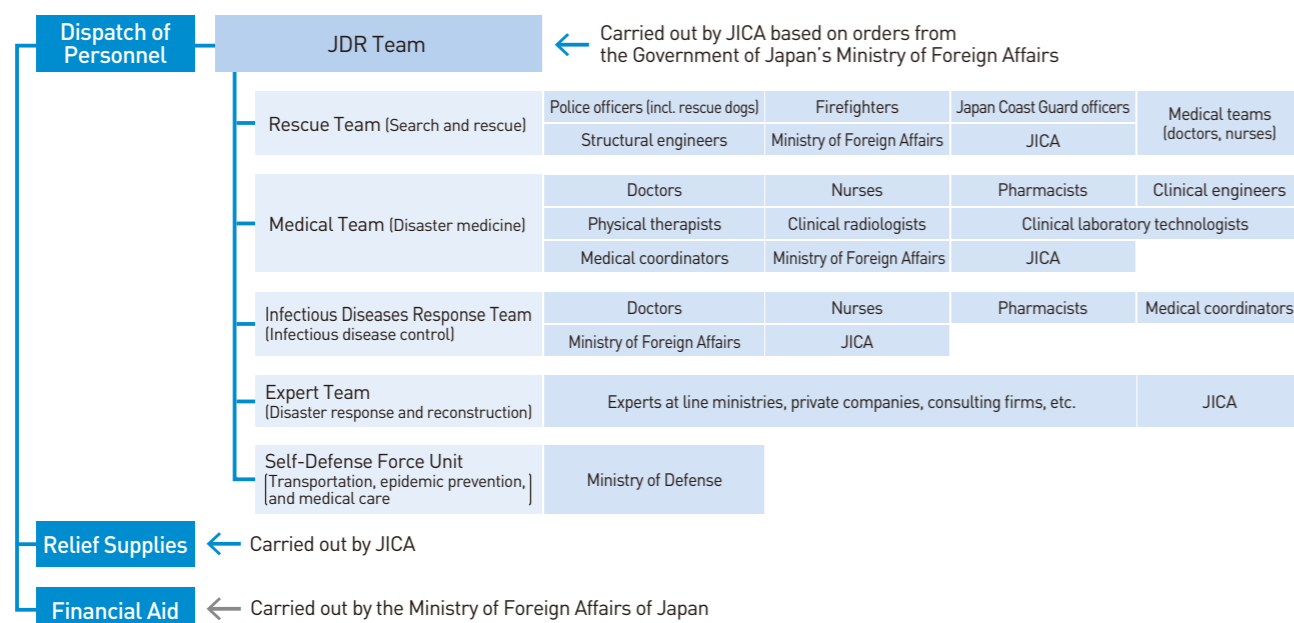 Dispatch of
Personnel
JDR Team
Carried out by JICA based on orders from
the Government of Japan's Ministry of Foreign Affairs
Rescue Team (Search and rescue)
Police officers (incl. rescue dogs)
Firefighters
Japan Coast Guard officers
Medical teams
(doctors, nurses)
Structural engineers
Ministry of Foreign Affairs
JICA
Medical Team (Disaster medicine)
Doctors
Nurses
Pharmacists
Clinical engineers
Physical therapists
Clinical radiologists
Clinical laboratory technologists
Medical coordinators
Ministry of Foreign Affairs
JICA
Infectious Diseases Response Team
(Infectious disease control)
Doctors
Nurses
Pharmacists
Medical coordinators
Ministry of Foreign Affairs
JICA
Expert Team
(Disaster response and reconstruction)
Experts at line ministries, private companies, consulting firms, etc.
JICA
Self-Defense Force Unit
(Transportation, epidemic prevention,
and medical care)
Ministry of Defense
Relief Supplies
Carried out by JICA
Financial Aid
Carried out by the Ministry of Foreign Affairs of Japan